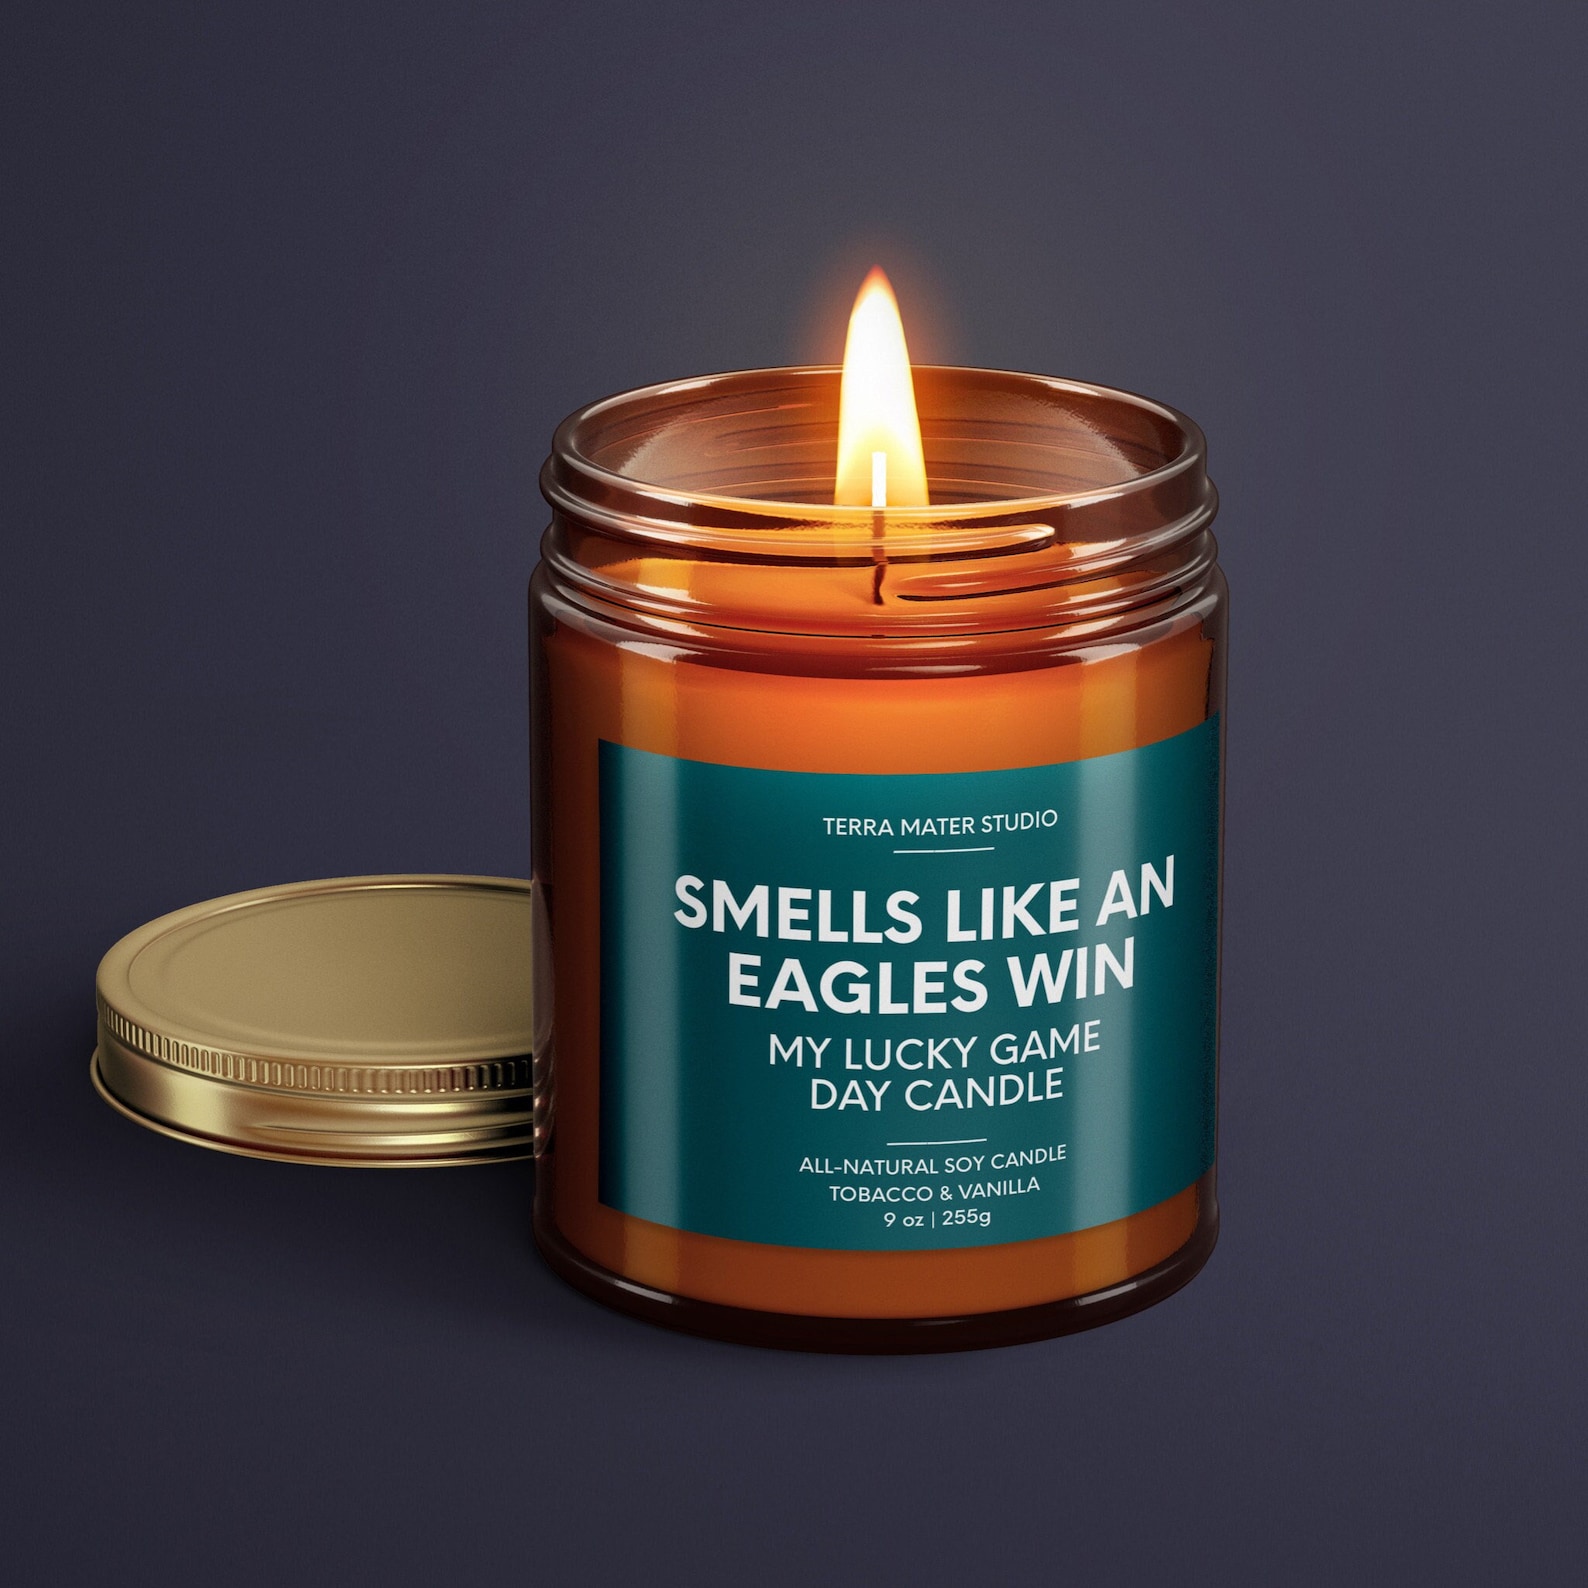 TERRA MATER STUDIO
SMELLS LIKE AN
EAGLES WIN
MY LUCKY GAME
DAY CANDLE
ALL-NATURAL SOY CANDLE
TOBACCO & VANILLA
9 oz | 255g